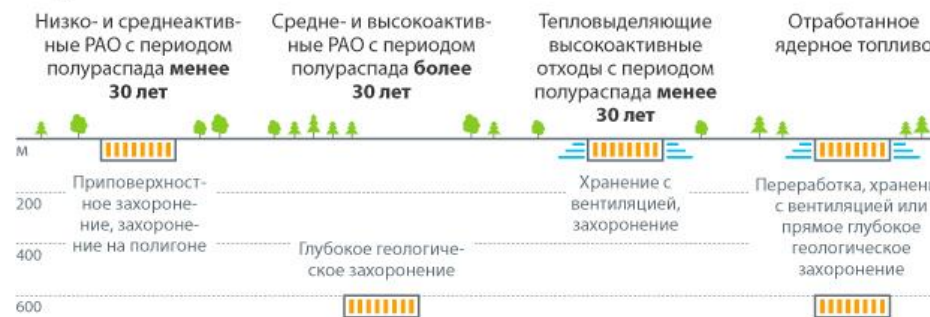 Низко- и среднеактив-
ные РАО с периодом
полураспада менее
30 лет
Средне- и высокоактив-
ные РАО с периодом
полураспада более
30 лет
Тепловыделяющие
высокоактивные
отходы с периодом
полураспада менее
30 лет
Отработанное
ядерное топливо
м
Приповерхност-
ное захороне-
ние, захороне-
ние на полигоне
Глубокое геологиче-
ское захоронение
Хранение с
вентиляцией,
захоронение
Переработка, хранени
с вентиляцией или
прямое глубокое
геологическое
захоронение
200
400
600